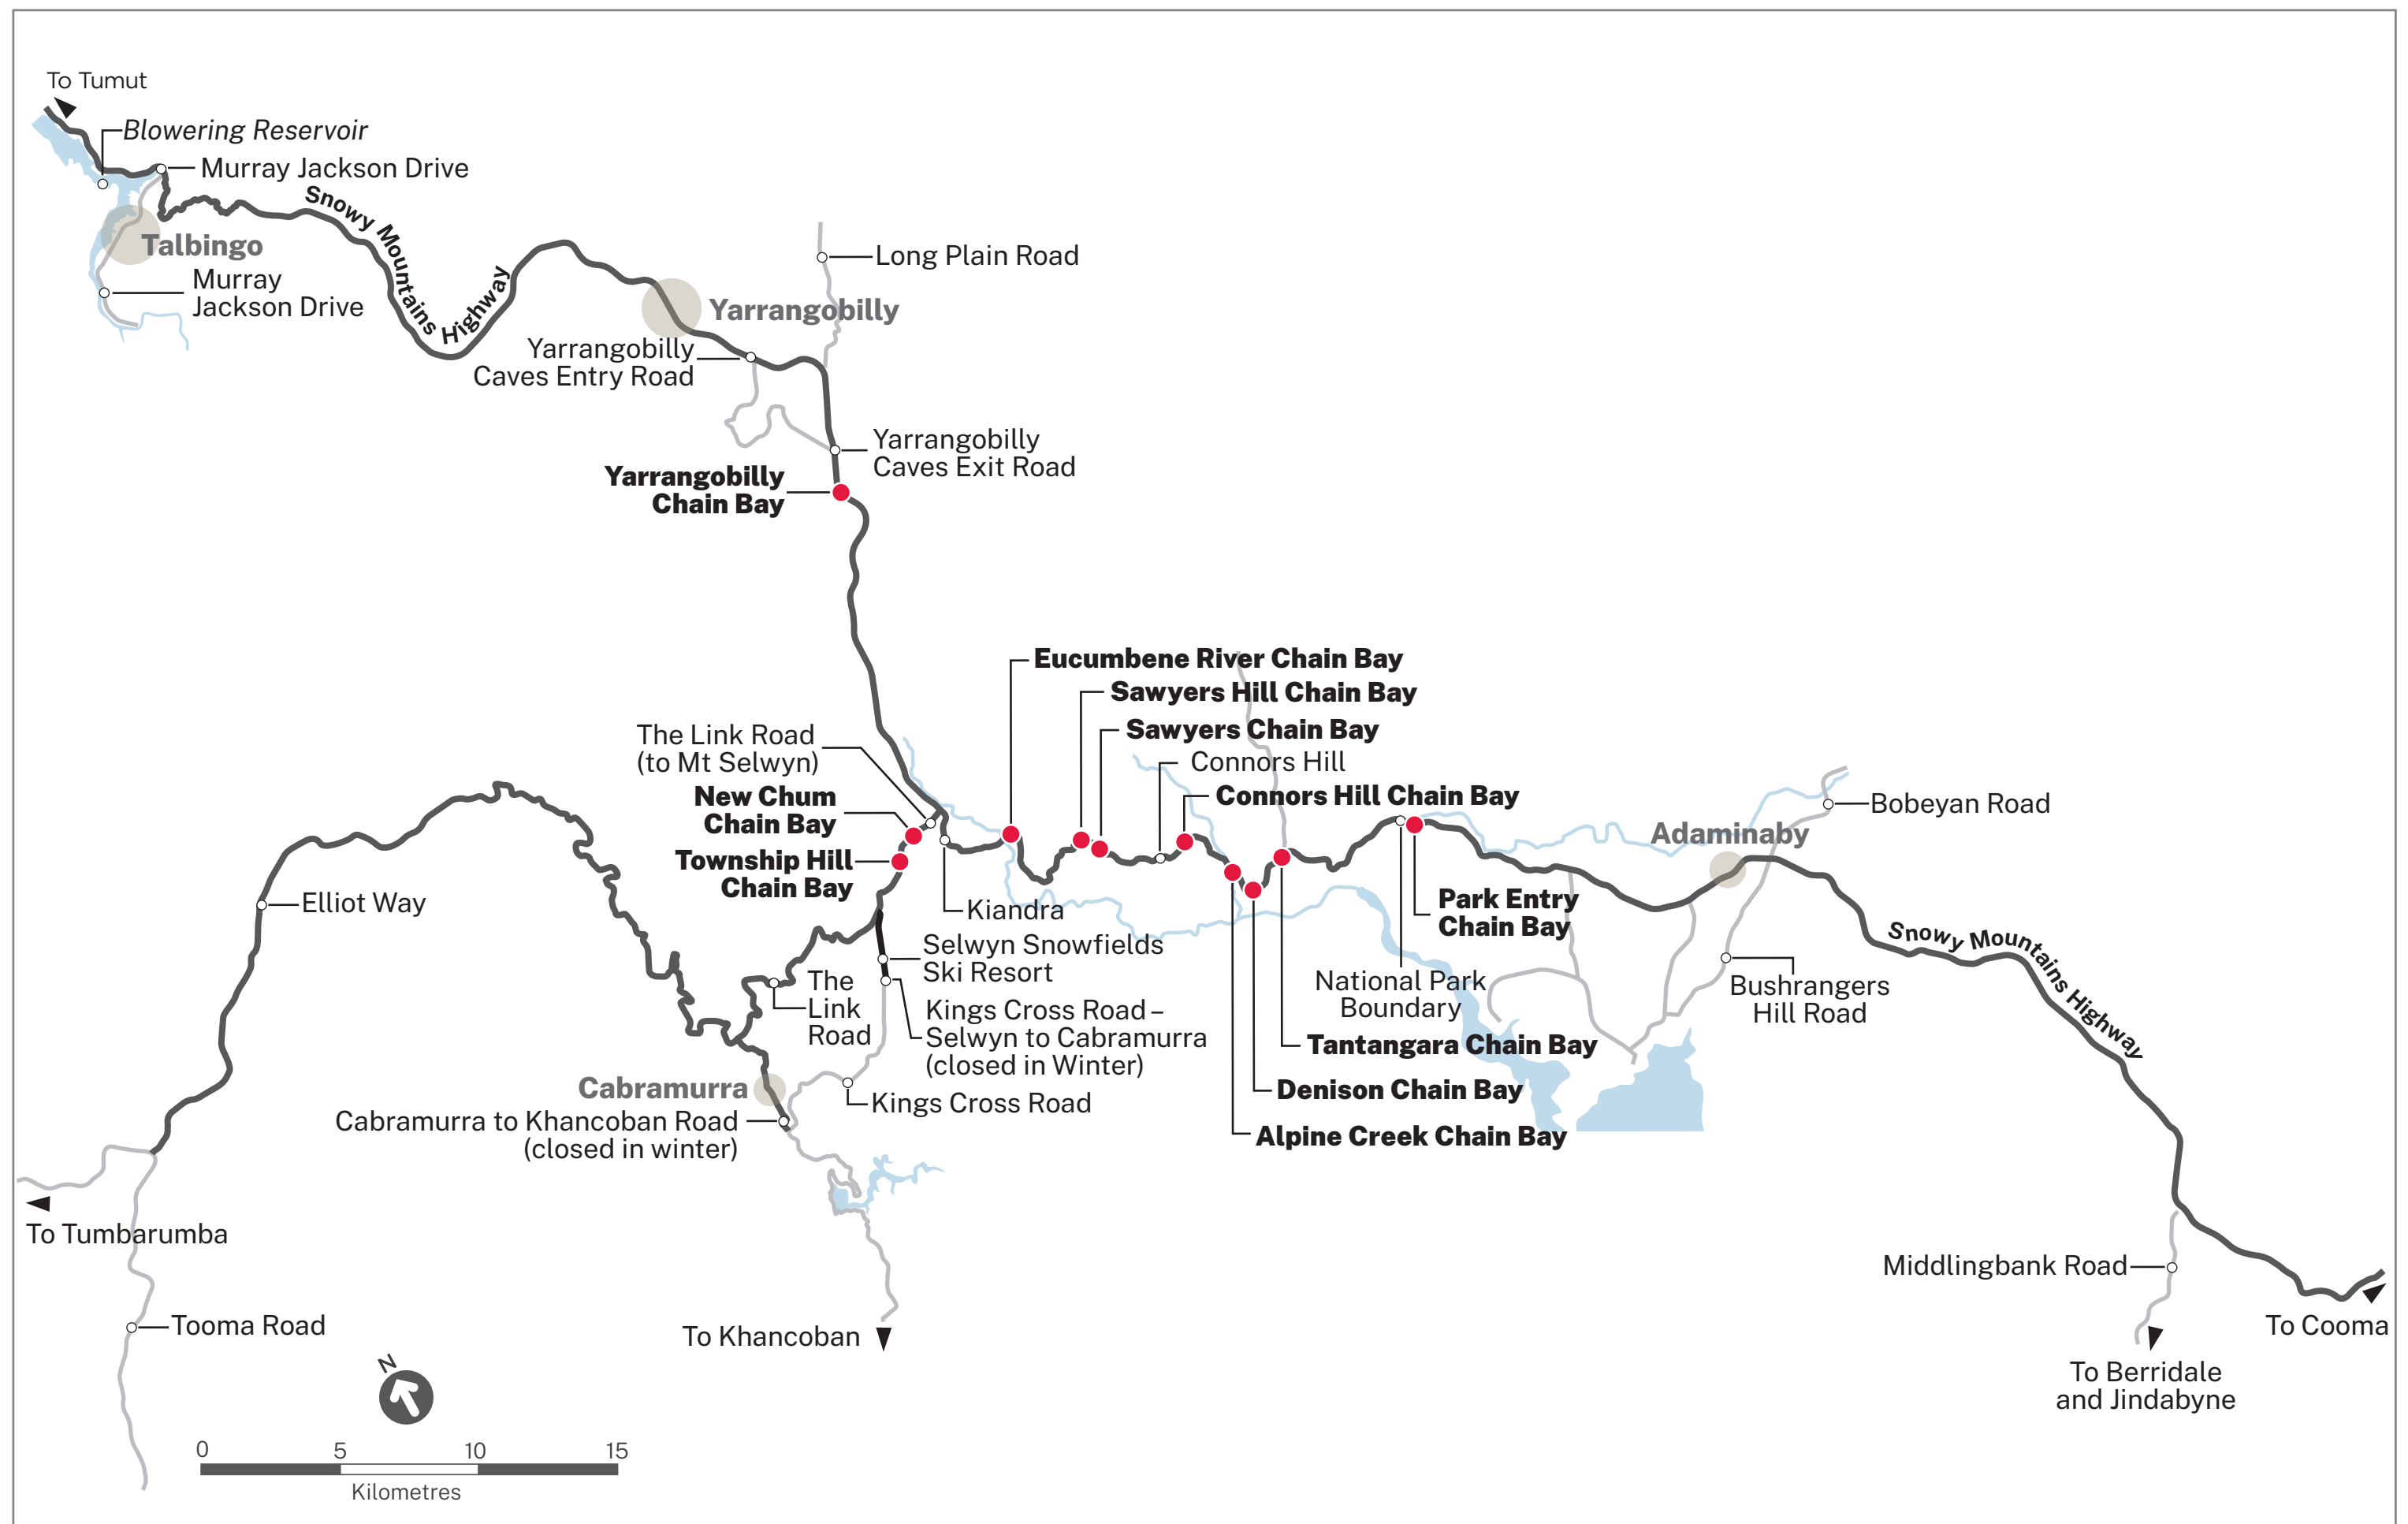 To Tumut
Blowering Reservoir
Murray Jackson Drive
Snowy Mountains Highway
Talbingo
Murray
Jackson Drive
Long Plain Road
Yarrangobilly
Yarrangobilly
Caves Entry Road
Yarrangobilly
Caves Exit Road
Yarrangobilly
Chain Bay
Eucumbene River Chain Bay
Sawyers Hill Chain Bay
Sawyers Chain Bay
Connors Hill
Connors Hill Chain Bay
The Link Road
(to Mt Selwyn)
New Chum
Chain Bay
Township Hill
Chain Bay
Kiandra
Selwyn Snowfields
Ski Resort
Kings Cross Road –
Selwyn to Cabramurra
(closed in Winter)
Kings Cross Road
The
Link
Road
Elliot Way
Cabramurra
Cabramurra to Khancoban Road
(closed in winter)
Bobeyan Road
Adaminaby
Park Entry
Chain Bay
National Park
Boundary
Bushrangers
Hill Road
Snowy Mountains Highway
Tantangara Chain Bay
Denison Chain Bay
Alpine Creek Chain Bay
To Tumbarumba
Tooma Road
To Khancoban
Middlingbank Road
To Cooma
To Berridale
and Jindabyne
N
0 5 10 15
Kilometres